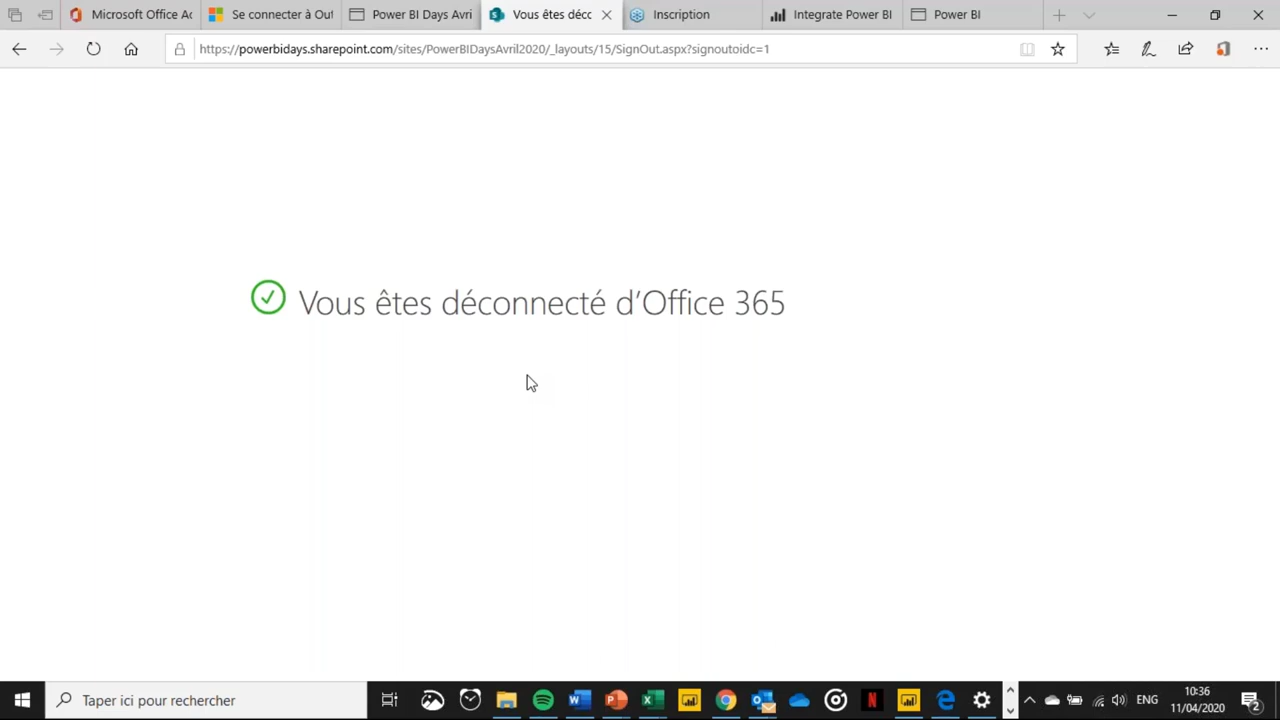 Microsoft Office Ac
Se connecter à Out
Power BI Days Avri
Vous êtes déco
Inscription
Integrate Power BI
Power BI
https://powerbidays.sharepoint.com/sites/PowerBIDaysAvril2020/_layouts/15/SignOut.aspx?signoutoidc=1
Vous êtes déconnecté d'Office 365
Taper ici pour rechercher
ENG
10:36
11/04/2020
2